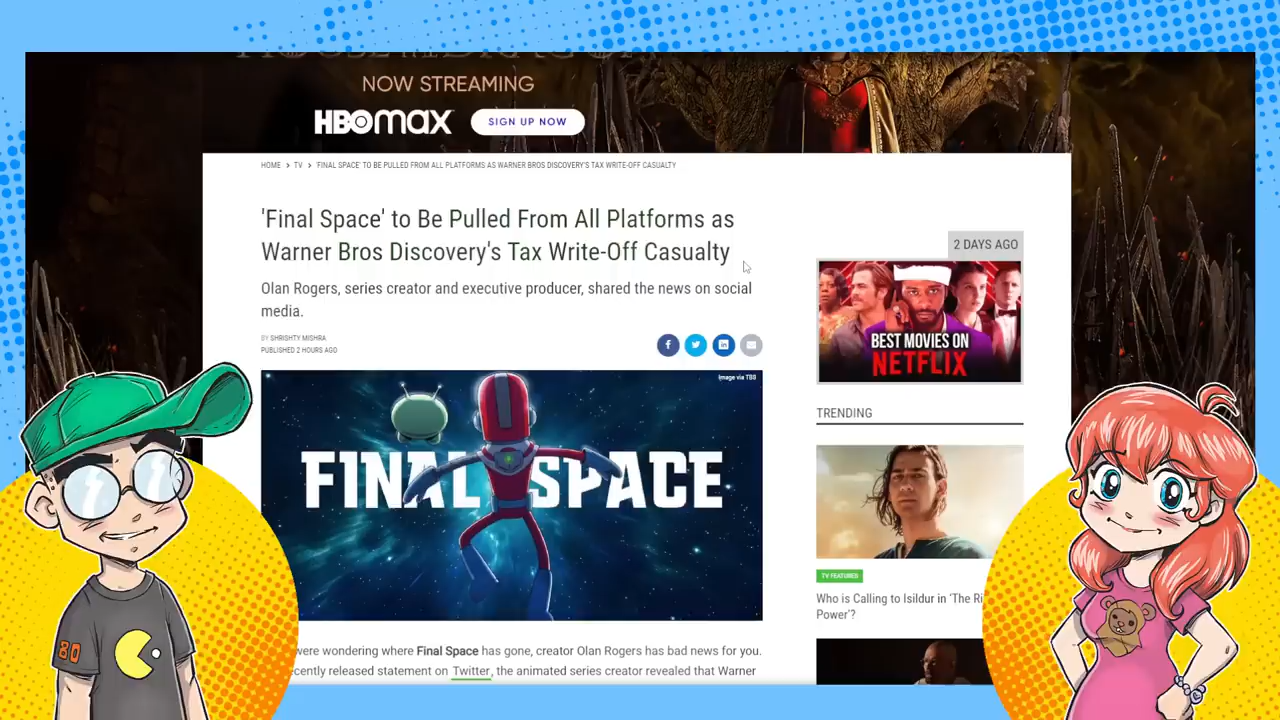 NOW STREAMING
HBOmax
SIGN UP NOW
HOME > TV > 'FINAL SPACE' TO BE PULLED FROM ALL PLATFORMS AS WARNER BROS DISCOVERY'S TAX WRITE-OFF CASUALTY
'Final Space' to Be Pulled From All Platforms as
Warner Bros Discovery's Tax Write-Off Casualty
Olan Rogers, series creator and executive producer, shared the news on social
media.
BY SHRISHTY MISHRA
PUBLISHED 2 HOURS AGO
Image via TBS
FINAL SPACE
were wondering where Final Space has gone, creator Olan Rogers has bad news for you.
cently released statement on Twitter, the animated series creator revealed that Warner
2 DAYS AGO
BEST MOVIES ON
NETFLIX
TRENDING
TV FEATURED
Who is Calling to Isildur in 'The Ri
Power'?
80